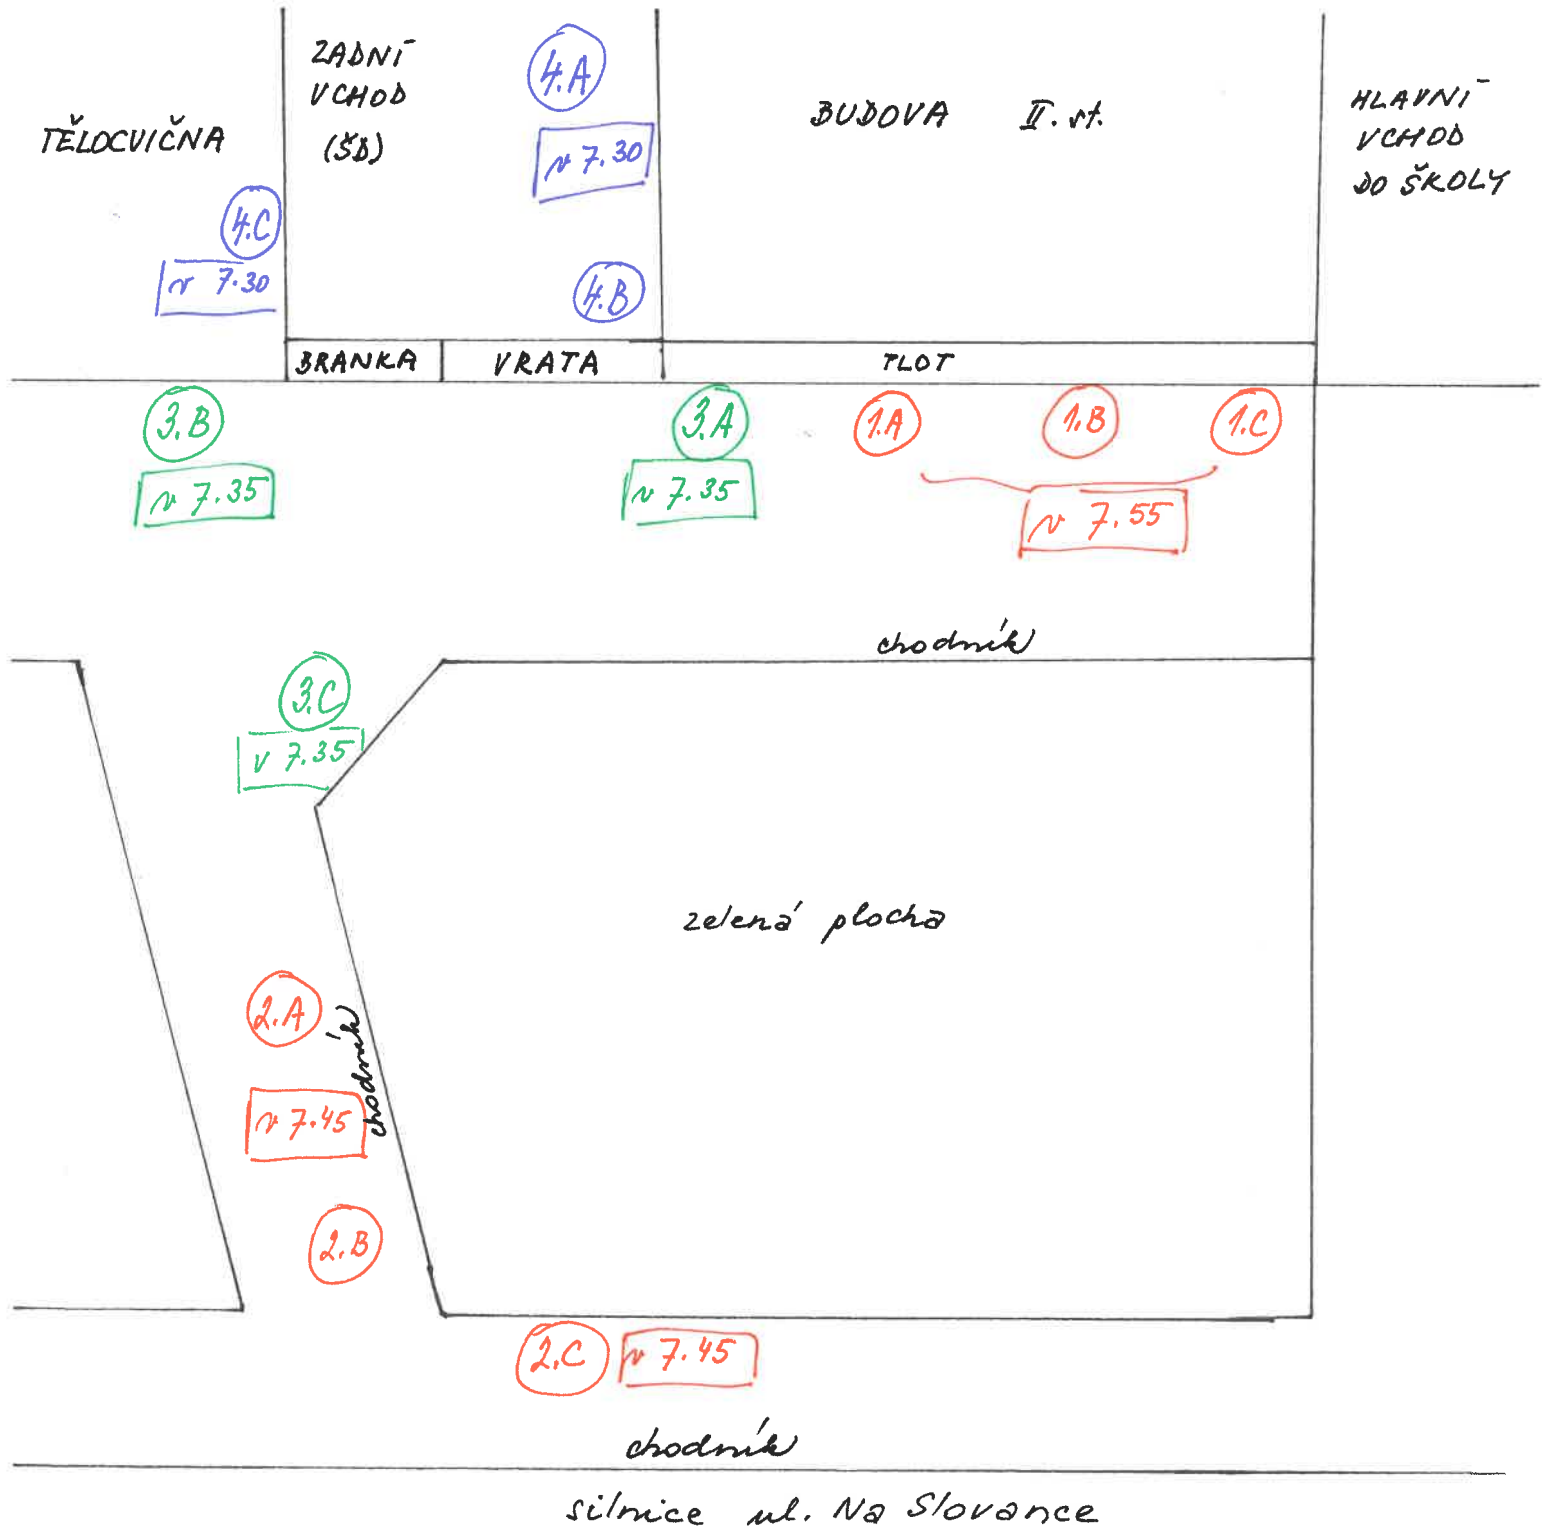 TĚLOCVIČNA
ZADNÍ
VCHOD
(ŠD)
4.A
v 7.30
BUDOVA II. st.
HLAVNÍ
VCHOD
DO ŠKOLY
4.C
v 7.30
4.B
BRANKA
VRATA
PLOT
3.B
v 7.35
3.A
v 7.35
1.A
1.B
1.C
v 7.55
chodník
3.C
v 7.35
zelená plocha
2.A
chodník
v 7.45
2.B
2.C
v 7.45
chodník
silnice ul. Na Slovance